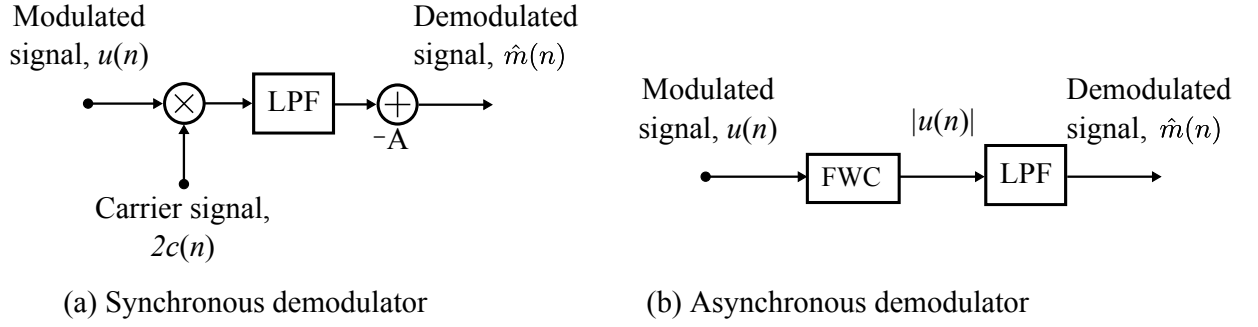 Modulated
signal, u(n)
Demodulated
signal, m̂(n)
×
LPF
+
−A
Carrier signal,
2c(n)
(a) Synchronous demodulator
Modulated
signal, u(n)
FWC
|u(n)|
LPF
Demodulated
signal, m̂(n)
(b) Asynchronous demodulator